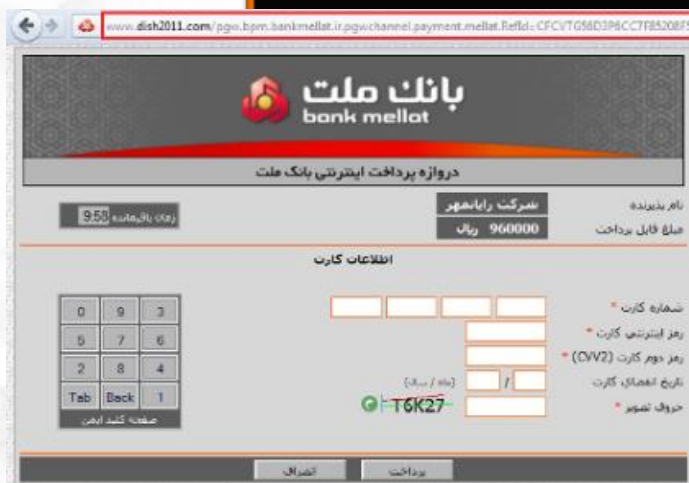 www.dish2011.com/pgw.bpm.bankmellat.ir.pgwchannel.payment.mellat.RefId=CFCVTG56D3P6CC7F85208F5
بانك ملت
bank mellat
دروازه پرداخت اینترنتی بانک ملت
نام پذیرنده شرکت رایانمهر
زمان باقیمانده 9:58
مبلغ قابل پرداخت 960000 ریال
اطلاعات کارت
شماره کارت *
رمز اینترنتی کارت *
رمز دوم کارت (CVV2) *
تاریخ انقضای کارت / (ماه / سال)
حروف تصویر * T6K27
0 9 3
5 7 6
2 8 4
Tab Back 1
صفحه کلید ایمن
پرداخت انصراف